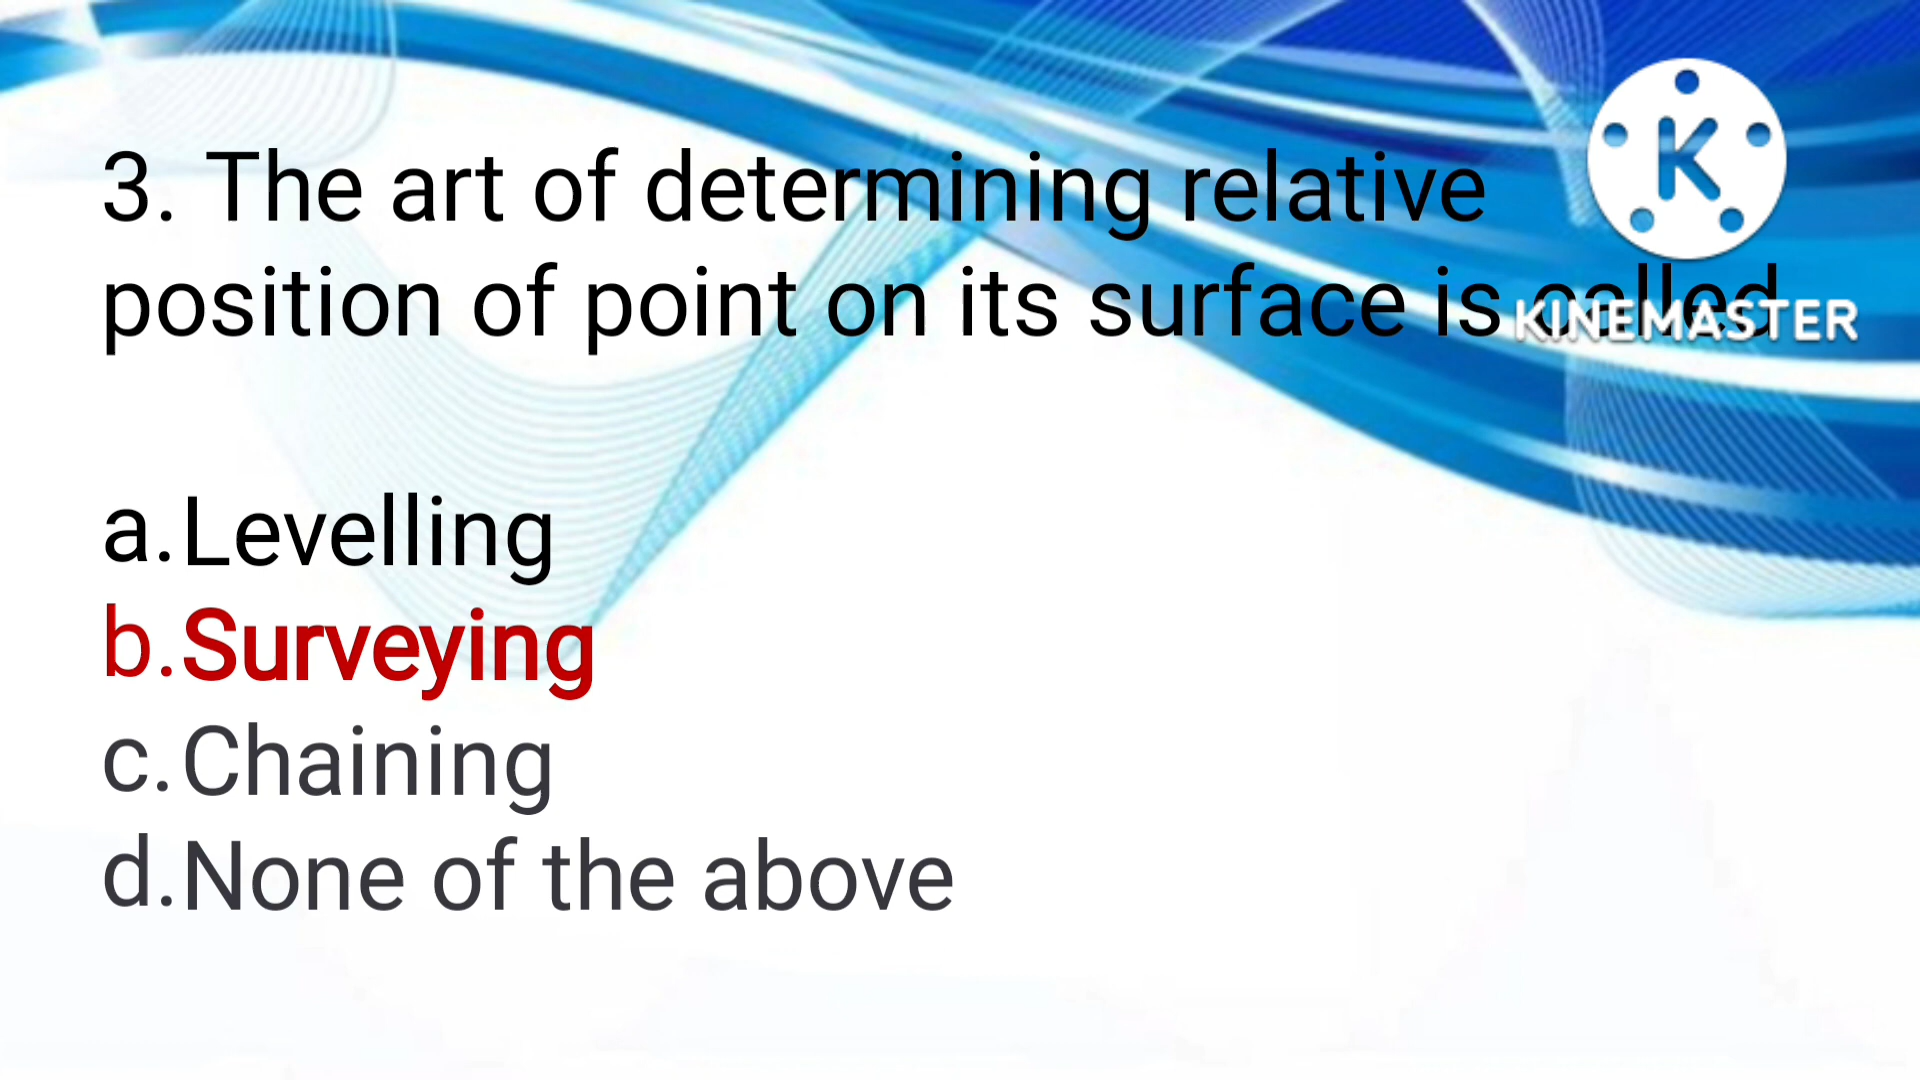 3. The art of determining relative
position of point on its surface is called
KINEMASTER
a. Levelling
b. Surveying
c. Chaining
d. None of the above